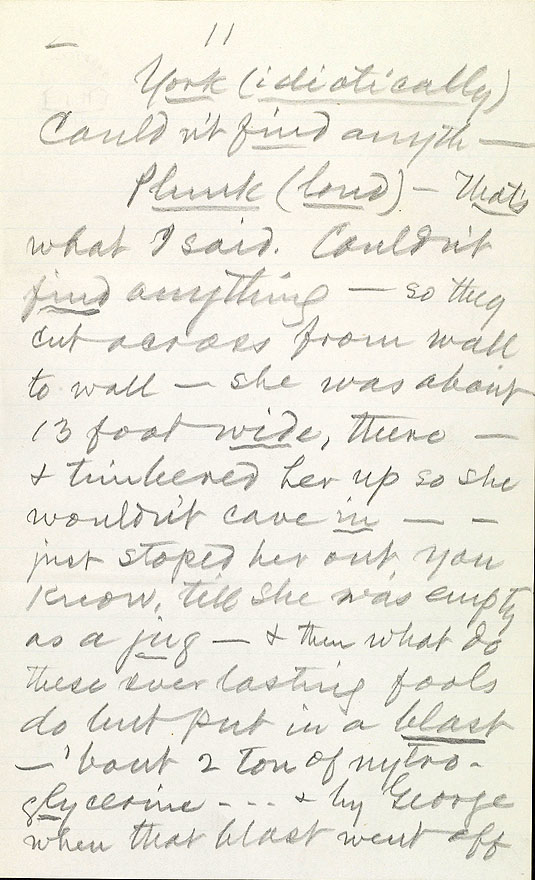 11
York (idiotically)
Couldn't find anyth—
Plunk (loud) — That's
what I said. Couldn't
find anything — so they
cut across from wall
to wall — she was about
13 foot wide, there —
& timbered her up so she
wouldn't cave in — —
just stoped her out, you
know, till she was empty
as a jug — & then what do
these everlasting fools
do but put in a blast
— 'bout 2 ton of nytro-
glycerine - - - & by George
when that blast went off